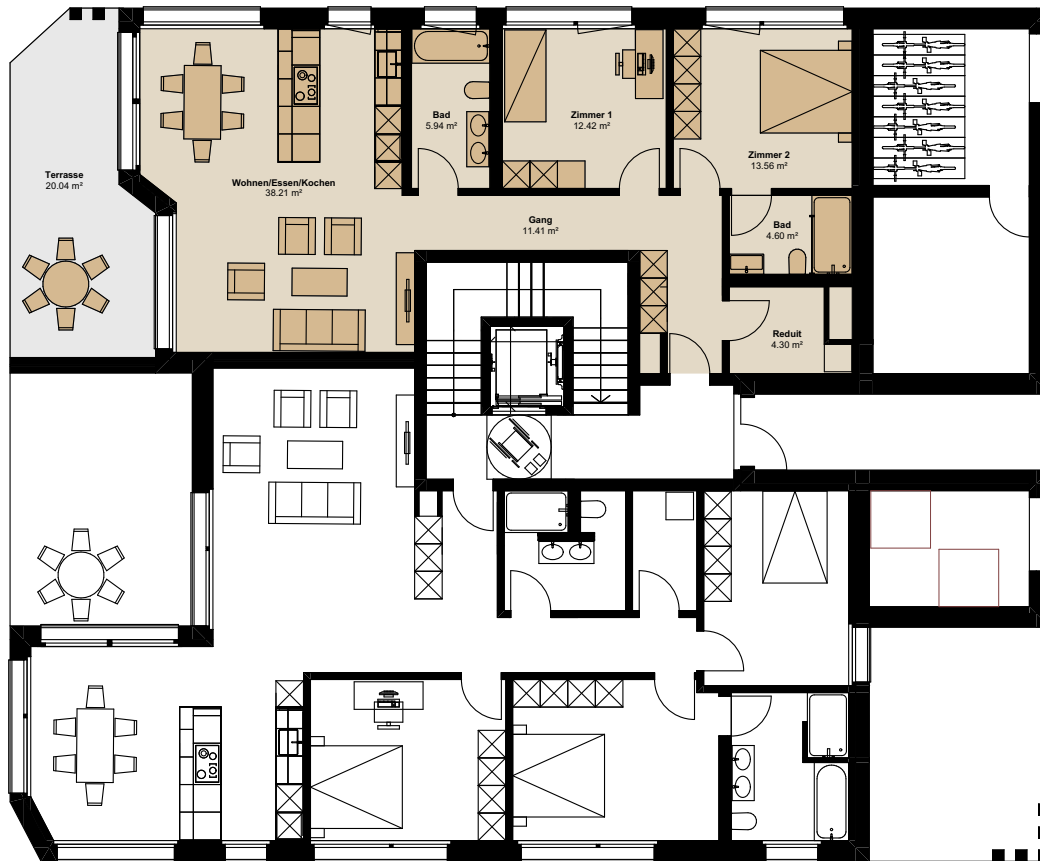 Bad
5.94 m²
Zimmer 1
12.42 m²
Zimmer 2
13.56 m²
Terrasse
20.04 m²
Wohnen/Essen/Kochen
38.21 m²
Gang
11.41 m²
Bad
4.60 m²
Reduit
4.30 m²